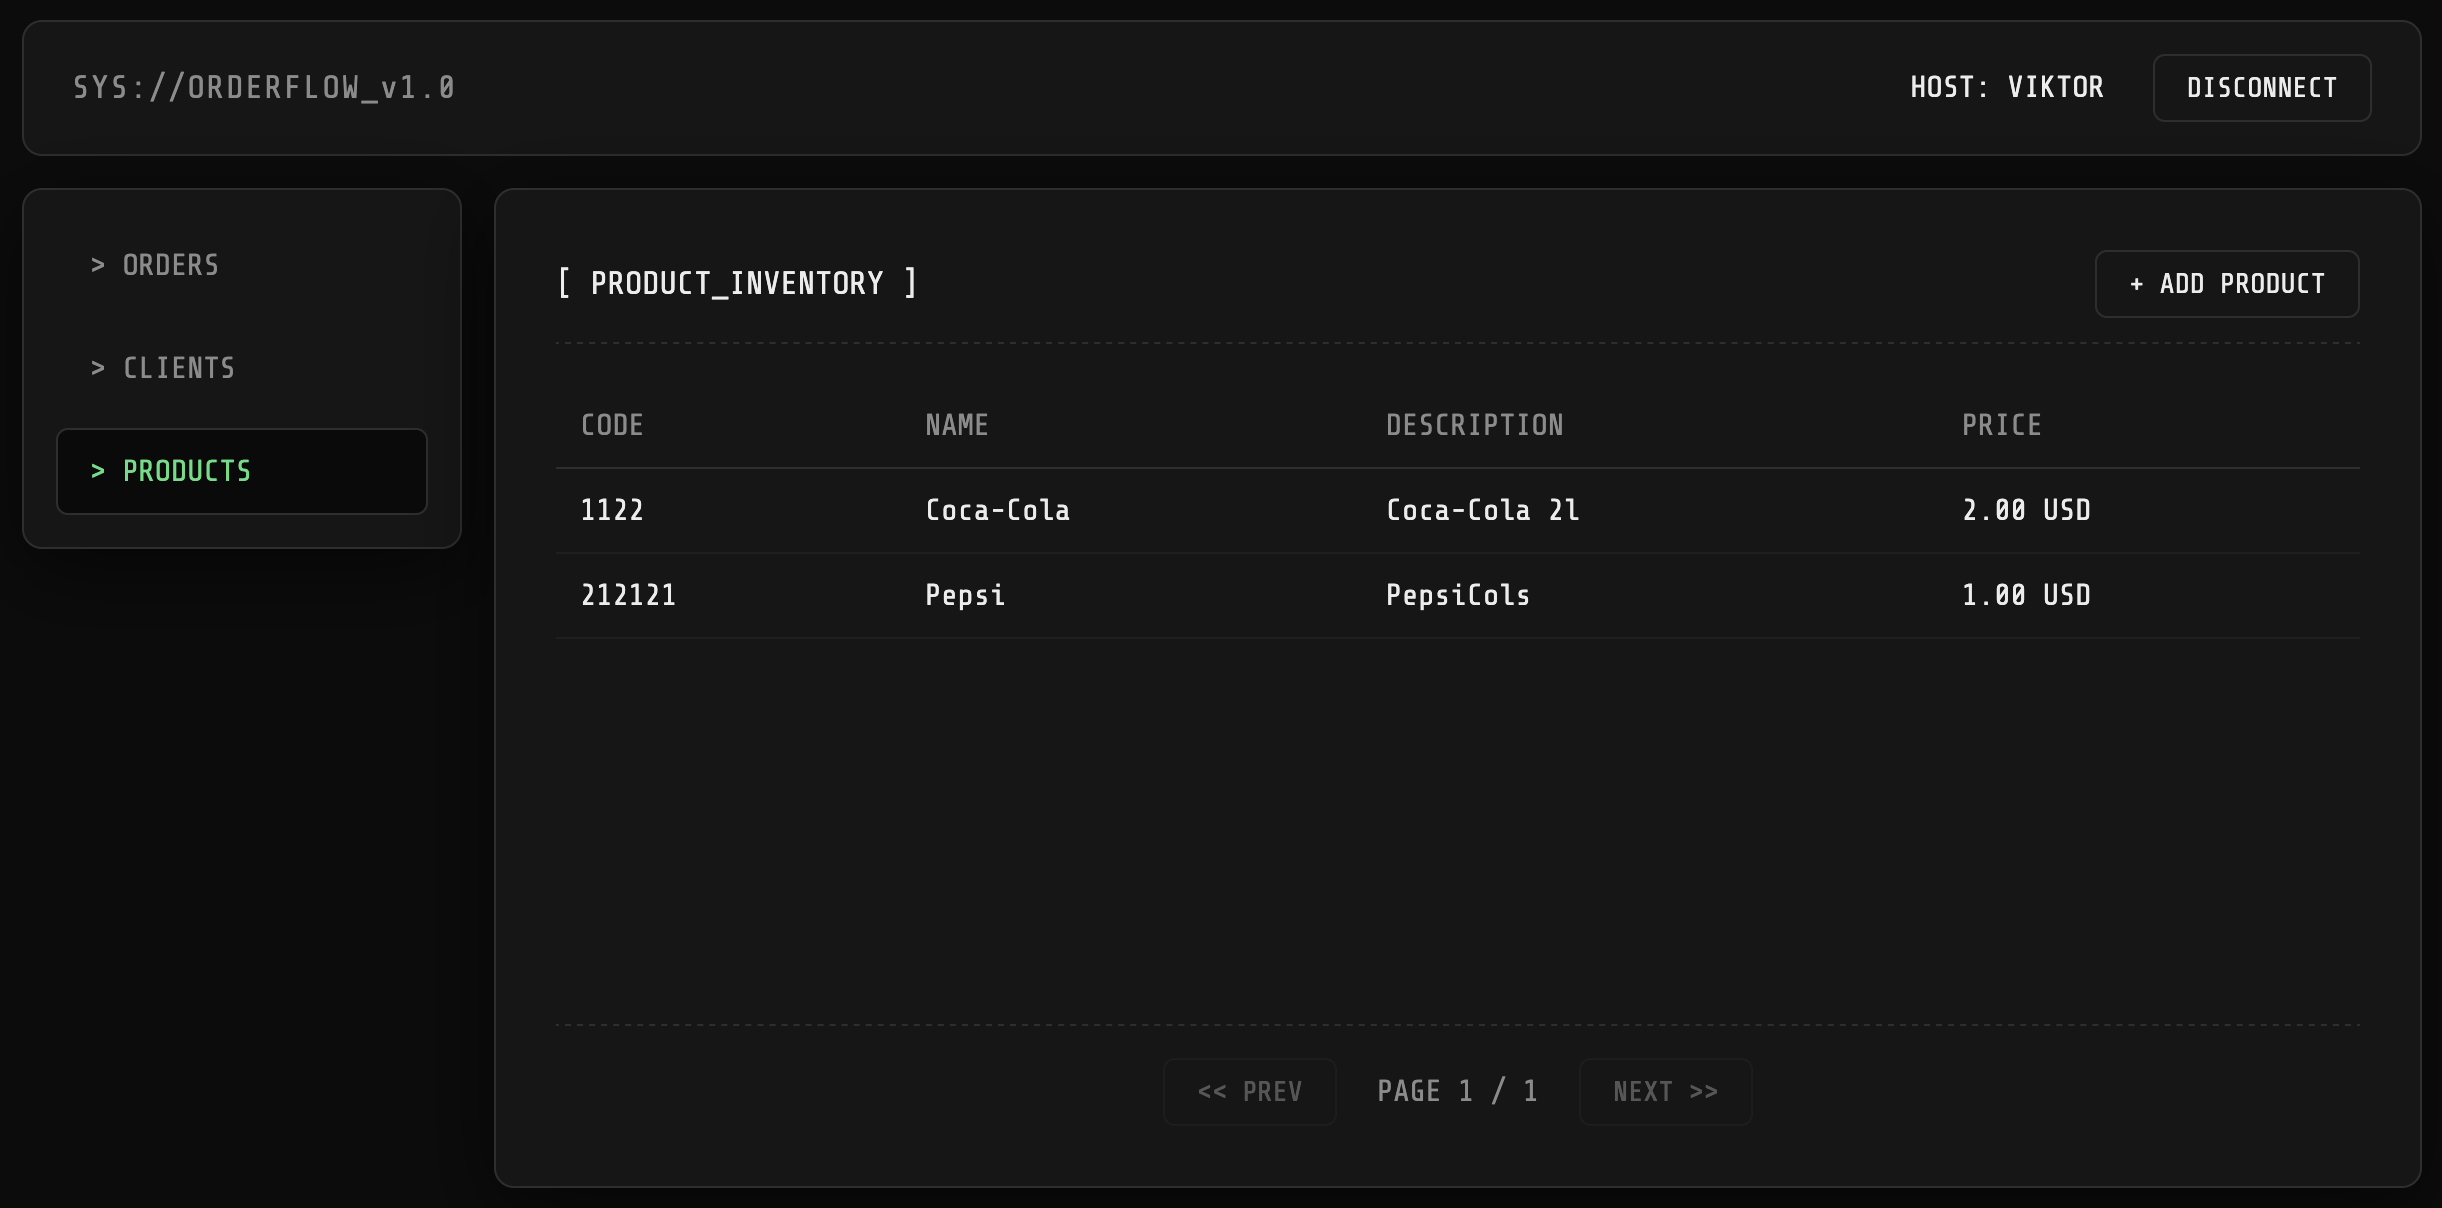 SYS://ORDERFLOW_v1.0
HOST: VIKTOR
DISCONNECT
> ORDERS
> CLIENTS
> PRODUCTS
[ PRODUCT_INVENTORY ]
+ ADD PRODUCT
CODE NAME DESCRIPTION PRICE
1122 Coca-Cola Coca-Cola 2l 2.00 USD
212121 Pepsi PepsiCols 1.00 USD
<< PREV PAGE 1 / 1 NEXT >>